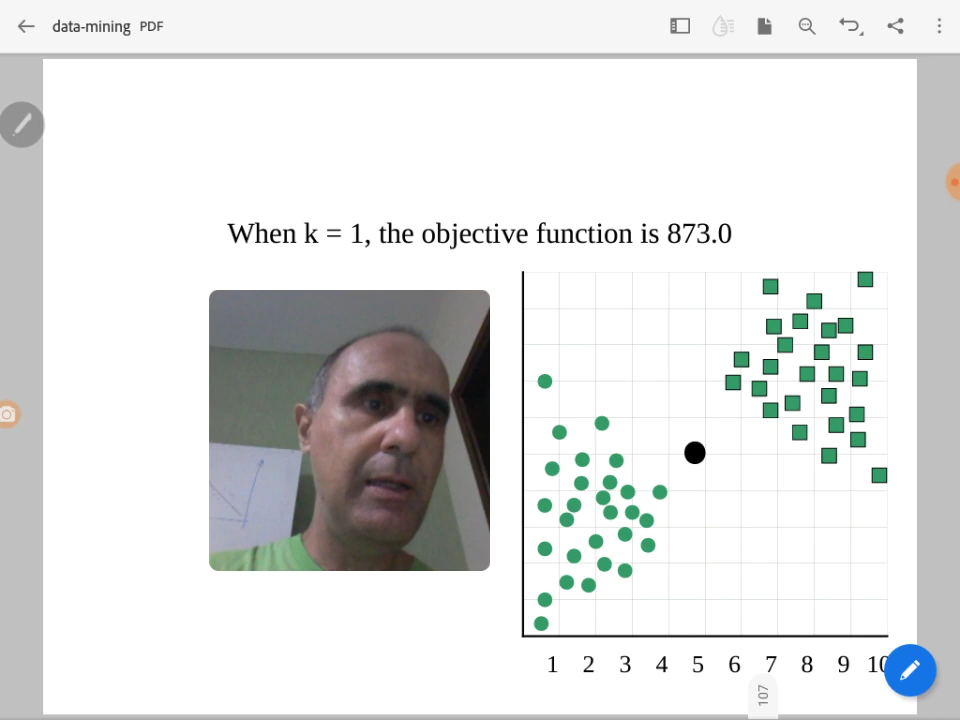 data-mining PDF
When k = 1, the objective function is 873.0
1 2 3 4 5 6 7 8 9 10
107